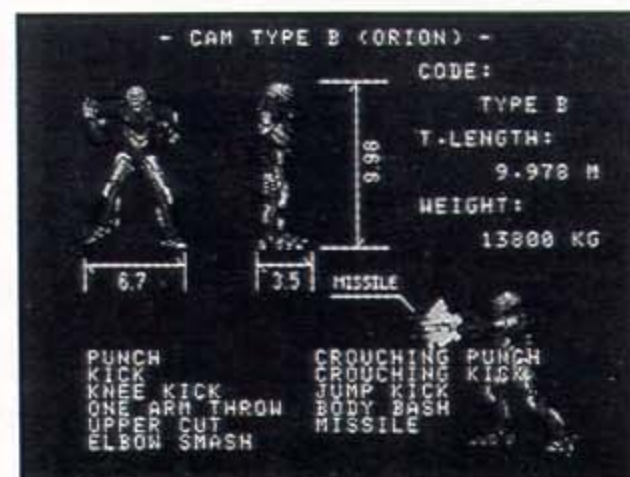 - CAM TYPE B (ORION) -
CODE:
TYPE B
T.LENGTH:
9.978 M
WEIGHT:
13800 KG
9.98
6.7
3.5
MISSILE
PUNCH
KICK
KNEE KICK
ONE ARM THROW
UPPER CUT
ELBOW SMASH
CROUCHING PUNCH
CROUCHING KICK
JUMP KICK
BODY BASH
MISSILE